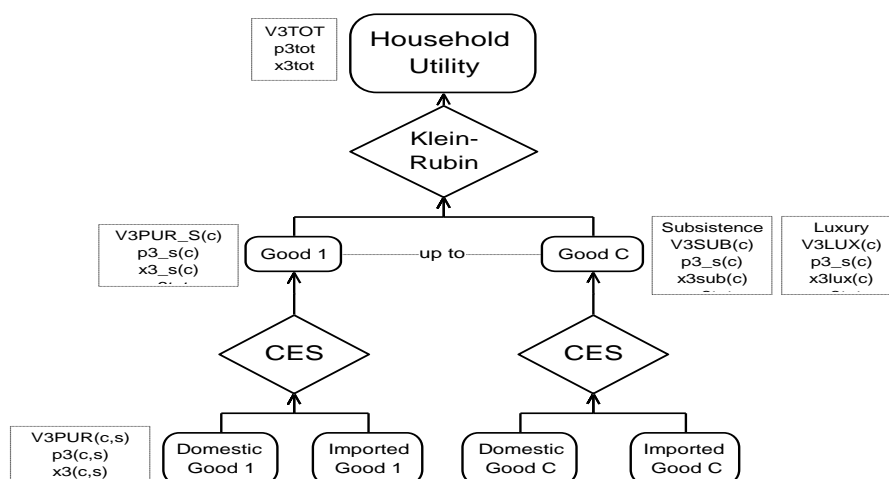 V3TOT
p3tot
x3tot
Household
Utility
Klein-
Rubin
V3PUR_S(c)
p3_s(c)
x3_s(c)
Good 1
up to
Good C
Subsistence
V3SUB(c)
p3_s(c)
x3sub(c)
Luxury
V3LUX(c)
p3_s(c)
x3lux(c)
CES
CES
V3PUR(c,s)
p3(c,s)
x3(c,s)
Domestic
Good 1
Imported
Good 1
Domestic
Good C
Imported
Good C